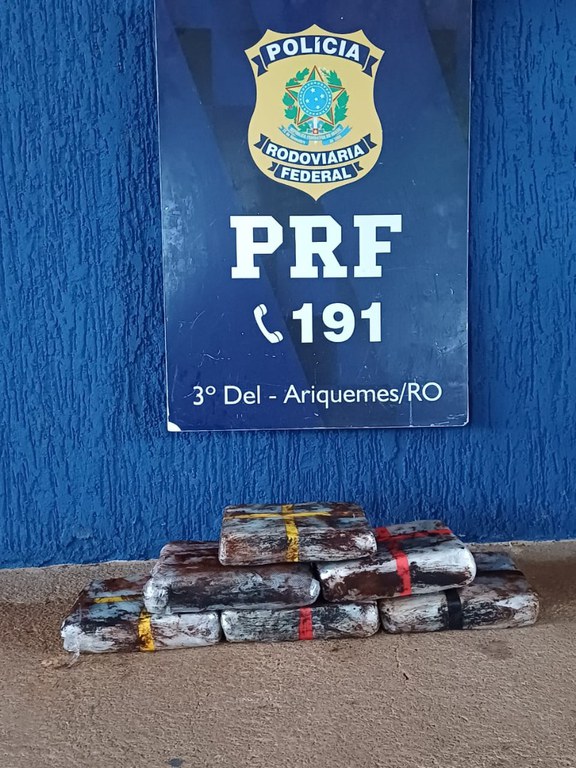 POLÍCIA
RODOVIÁRIA
FEDERAL
PRF
191
3º Del - Ariquemes/RO